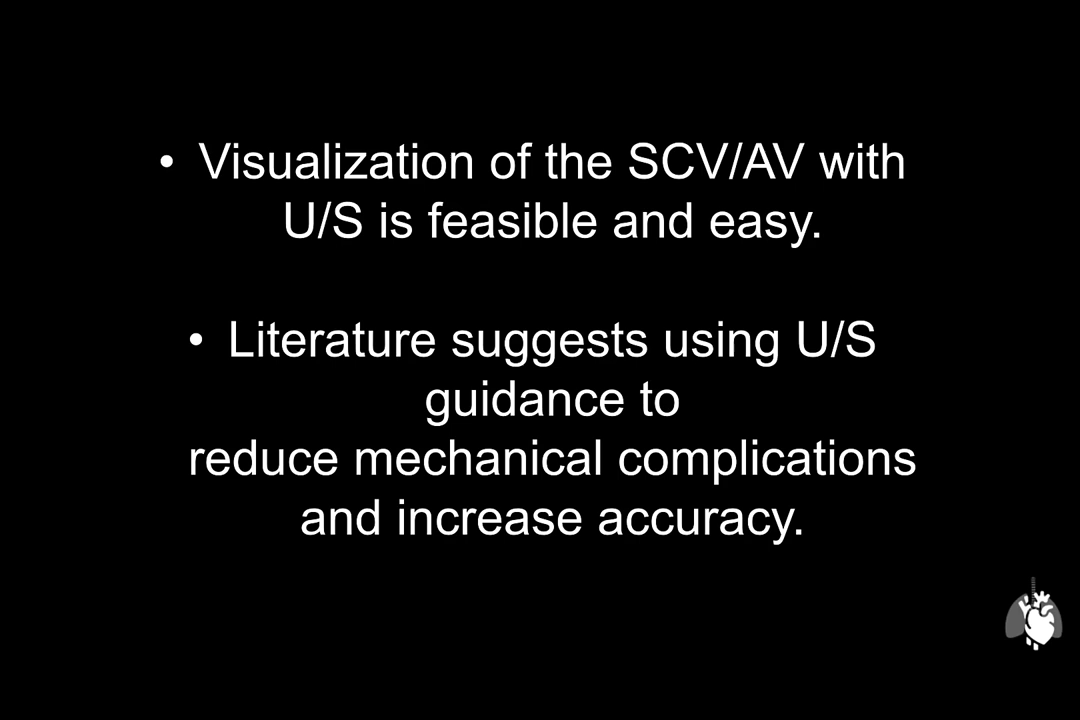 • Visualization of the SCV/AV with
U/S is feasible and easy.
• Literature suggests using U/S
guidance to
reduce mechanical complications
and increase accuracy.